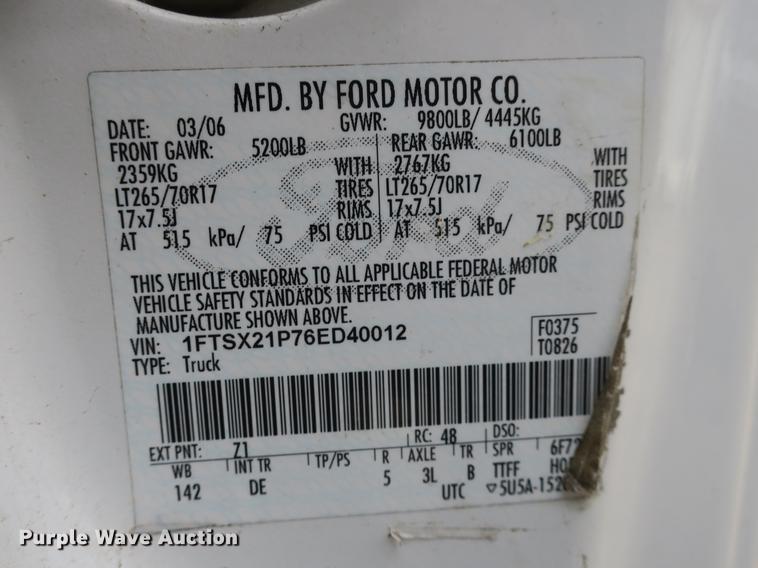 MFD. BY FORD MOTOR CO.
DATE: 03/06 GVWR: 9800LB/ 4445KG
FRONT GAWR: 5200LB REAR GAWR: 6100LB
2359KG WITH 2767KG WITH
LT265/70R17 TIRES LT265/70R17 TIRES
17x7.5J RIMS 17x7.5J RIMS
AT 515 kPa/ 75 PSI COLD AT 515 kPa/ 75 PSI COLD
Ford
THIS VEHICLE CONFORMS TO ALL APPLICABLE FEDERAL MOTOR
VEHICLE SAFETY STANDARDS IN EFFECT ON THE DATE OF
MANUFACTURE SHOWN ABOVE.
VIN: 1FTSX21P76ED40012 F0375
TYPE: Truck T0826
EXT PNT: Z1 RC: 48 DSO:
WB INT TR TP/PS R AXLE TR SPR
142 DE 5 3L B TTFF
UTC
Purple Wave Auction